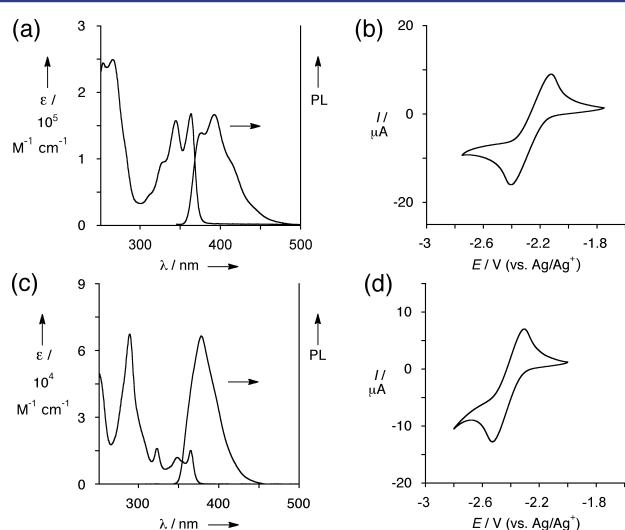 (a)
3
2
1
0
ε /
10⁵
M⁻¹ cm⁻¹
PL
300 400 500
λ / nm
(b)
20
0
-20
I /
μA
-3 -2.6 -2.2 -1.8
E / V (vs. Ag/Ag⁺)
(c)
9
6
3
0
ε /
10⁴
M⁻¹ cm⁻¹
PL
300 400 500
λ / nm
(d)
10
0
-10
-20
I /
μA
-3 -2.6 -2.2 -1.8
E / V (vs. Ag/Ag⁺)